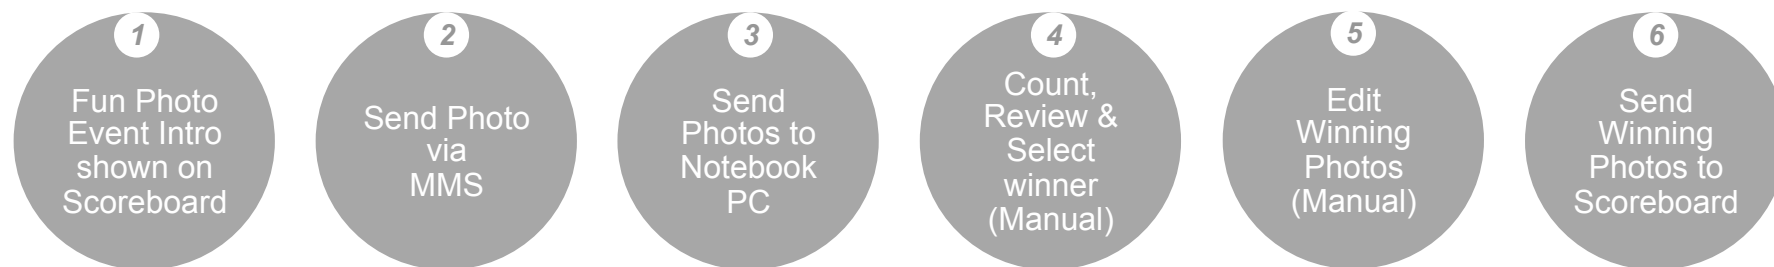 1
Fun Photo
Event Intro
shown on
Scoreboard
2
Send Photo
via
MMS
3
Send
Photos to
Notebook
PC
4
Count,
Review &
Select
winner
(Manual)
5
Edit
Winning
Photos
(Manual)
6
Send
Winning
Photos to
Scoreboard